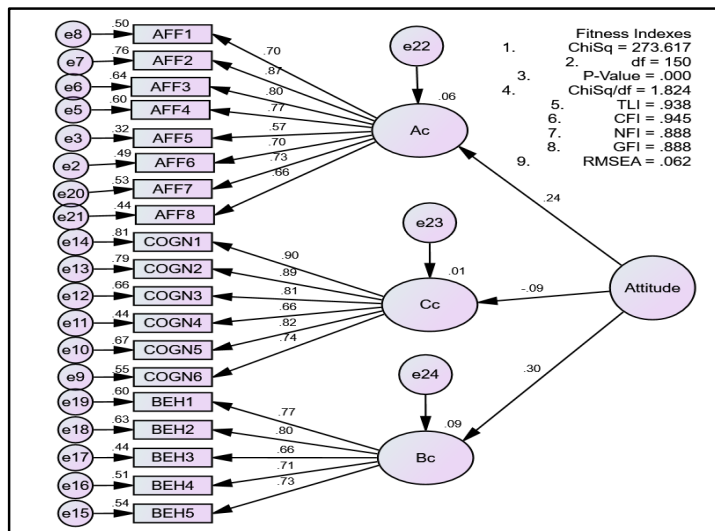 Fitness Indexes
1. ChiSq = 273.617
2. df = 150
3. P-Value = .000
4. ChiSq/df = 1.824
5. TLI = .938
6. CFI = .945
7. NFI = .888
8. GFI = .888
9. RMSEA = .062
e8 .50 AFF1 .70
e7 .76 AFF2 .87
e6 .64 AFF3 .80
e5 .60 AFF4 .77
e3 .32 AFF5 .57
e2 .49 AFF6 .70
e20 .53 AFF7 .73
e21 .44 AFF8 .66
e22
.06
Ac
.24
e14 .81 COGN1 .90
e13 .79 COGN2 .89
e12 .66 COGN3 .81
e11 .44 COGN4 .66
e10 .67 COGN5 .82
e9 .55 COGN6 .74
e23
.01
Cc
-.09
Attitude
e19 .60 BEH1 .77
e18 .63 BEH2 .80
e17 .44 BEH3 .66
e16 .51 BEH4 .71
e15 .54 BEH5 .73
e24
.09
Bc
.30